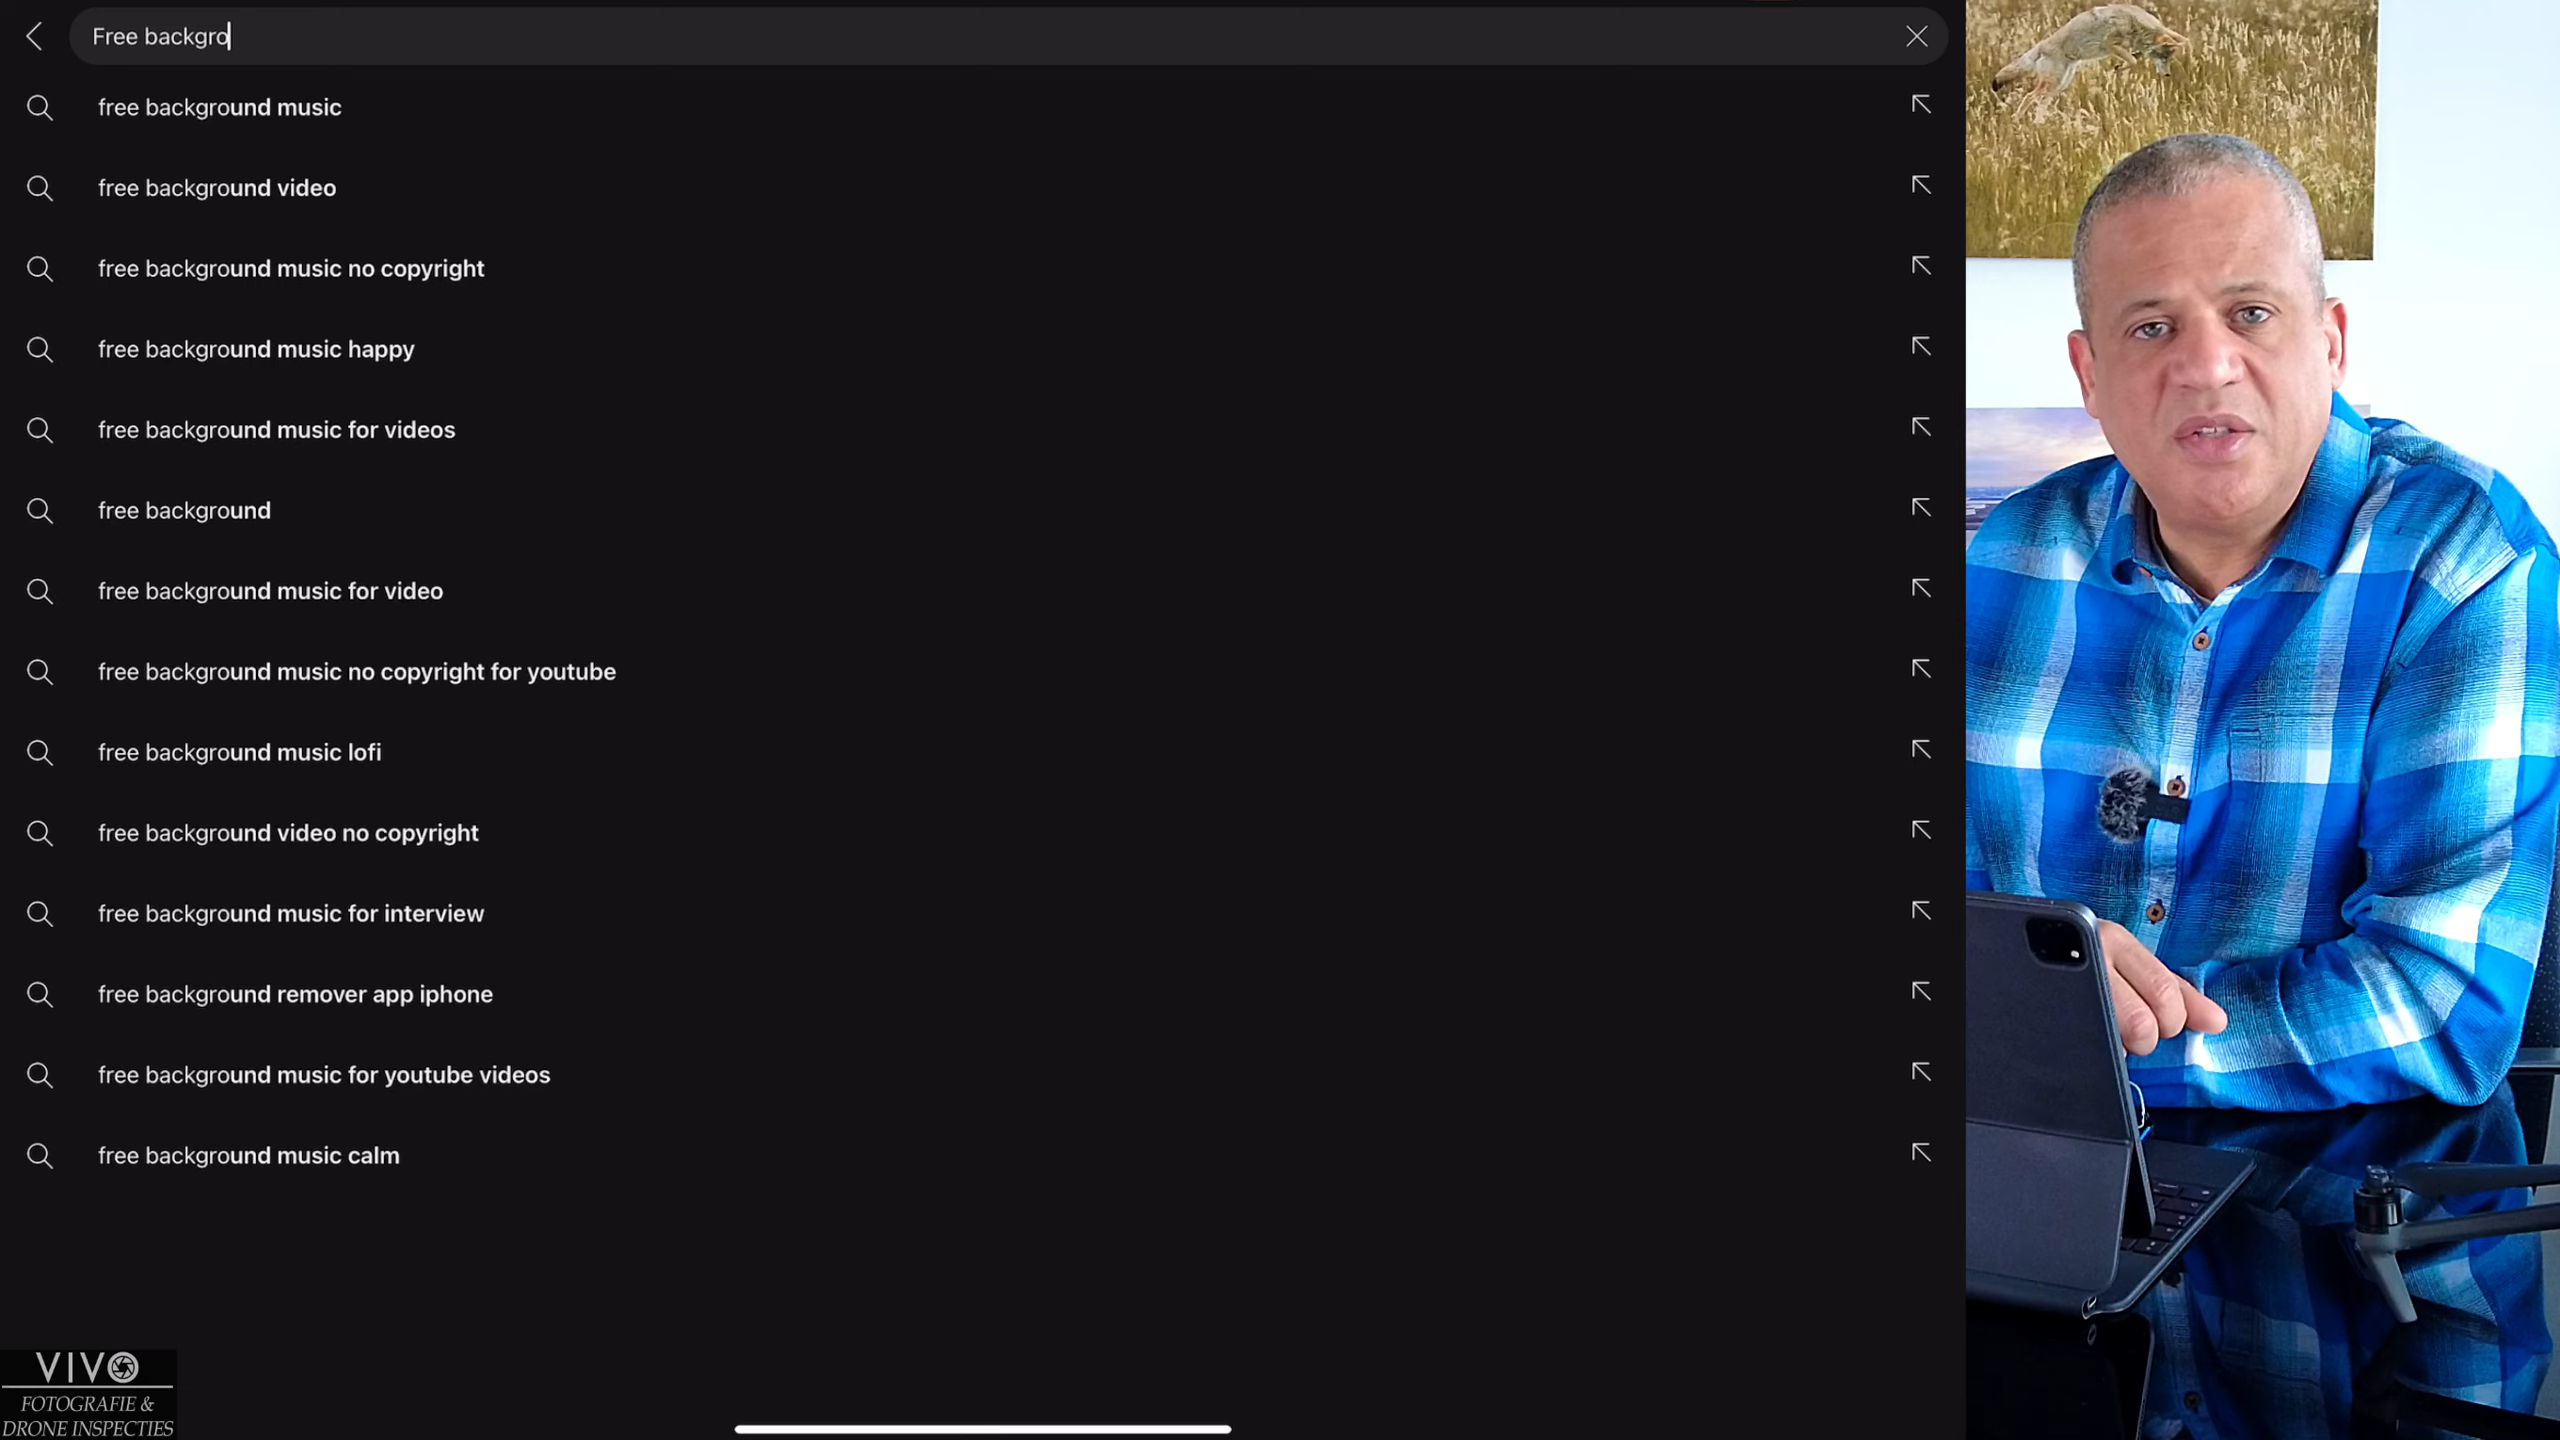 Free backgro
free background music
free background video
free background music no copyright
free background music happy
free background music for videos
free background
free background music for video
free background music no copyright for youtube
free background music lofi
free background video no copyright
free background music for interview
free background remover app iphone
free background music for youtube videos
free background music calm
VIVO
FOTOGRAFIE &
DRONE INSPECTIES